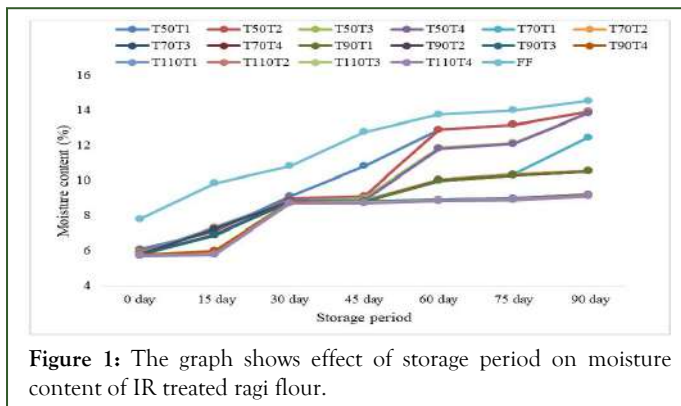 T50T1 T50T2 T50T3 T50T4 T70T1 T70T2
T70T3 T70T4 T90T1 T90T2 T90T3 T90T4
T110T1 T110T2 T110T3 T110T4 FF
16
14
12
10
8
6
4
Moisture content (%)
0 day 15 day 30 day 45 day 60 day 75 day 90 day
Storage period
Figure 1: The graph shows effect of storage period on moisture
content of IR treated ragi flour.